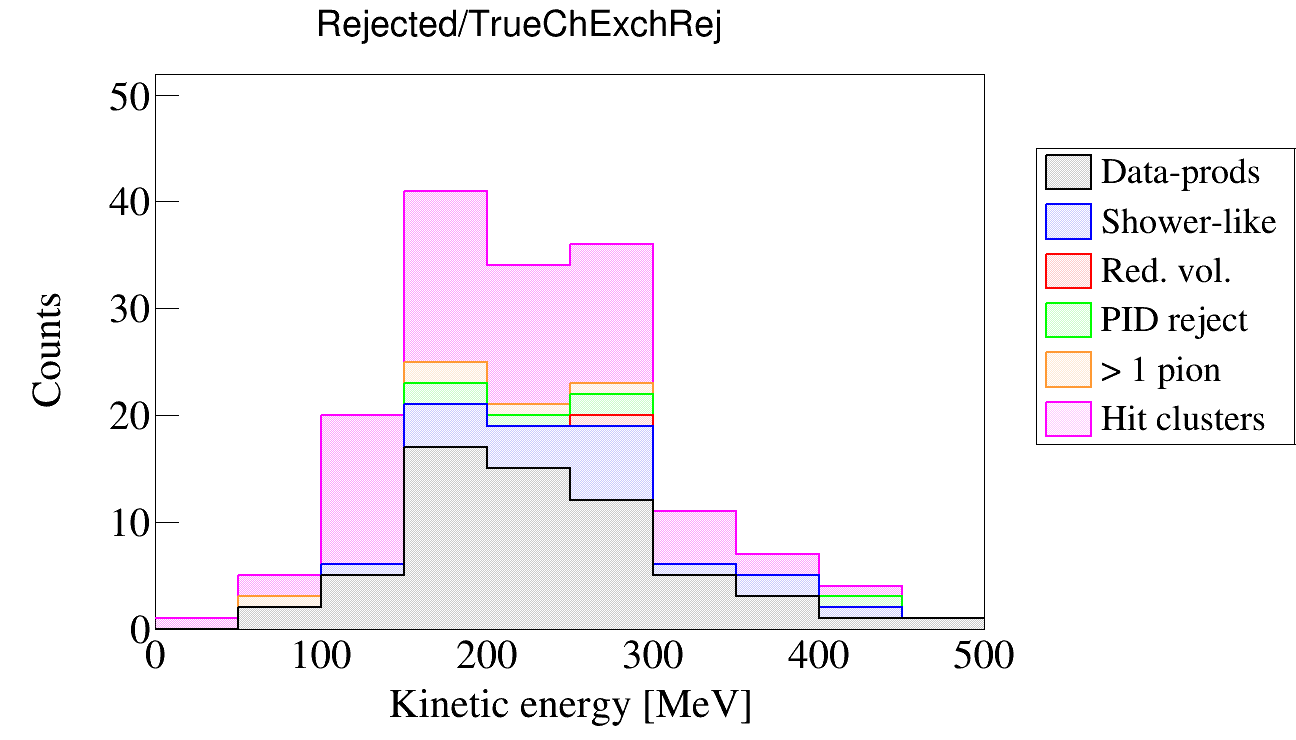 Rejected/TrueChExchRej
50
40
30
20
10
0
0 100 200 300 400 500
Counts
Kinetic energy [MeV]
Data-prods
Shower-like
Red. vol.
PID reject
> 1 pion
Hit clusters